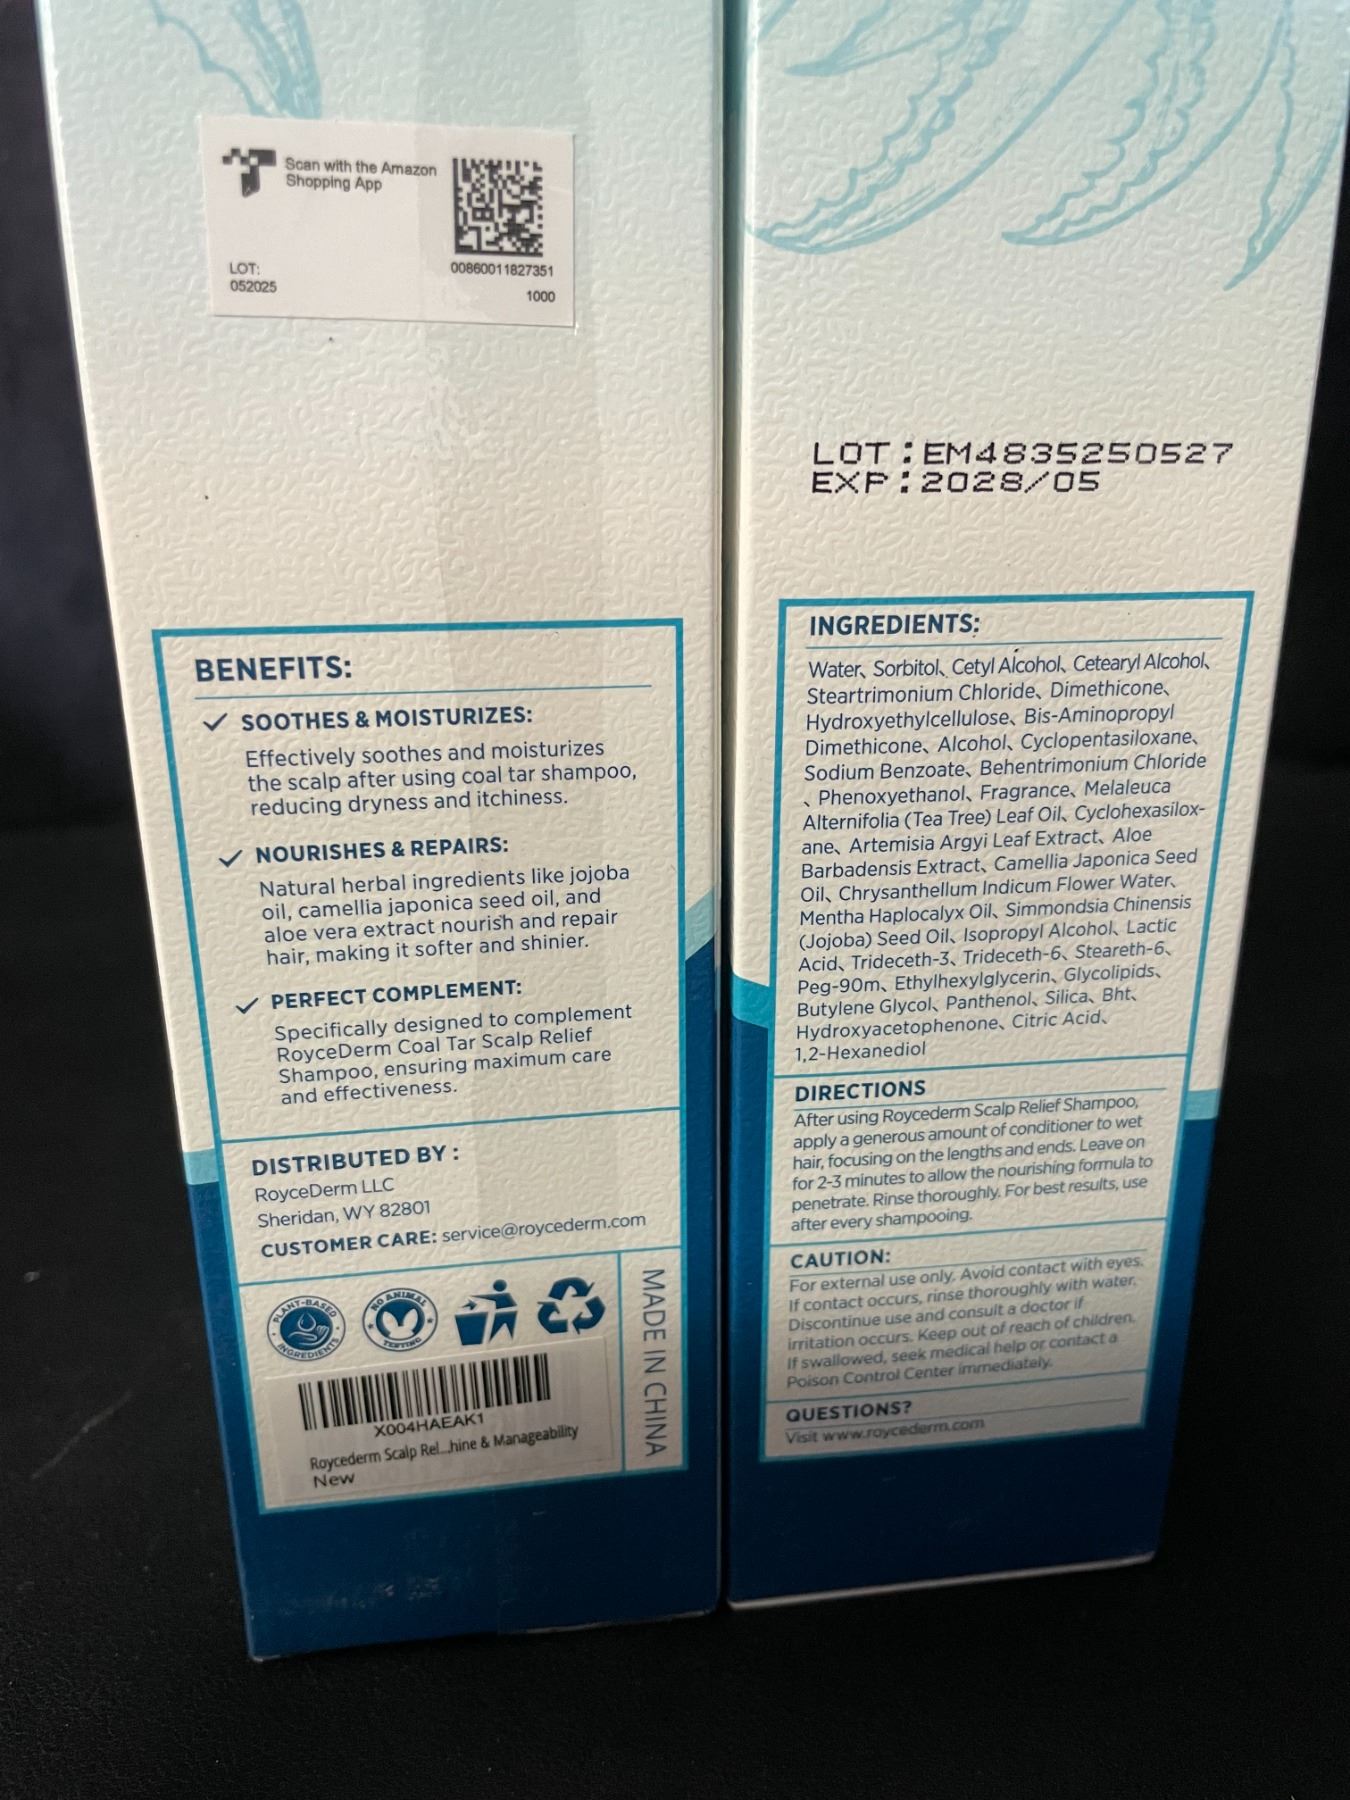 Scan with the Amazon
Shopping App
LOT:
052025
00860011827351
1000
BENEFITS:
SOOTHES & MOISTURIZES:
Effectively soothes and moisturizes
the scalp after using coal tar shampoo,
reducing dryness and itchiness.
NOURISHES & REPAIRS:
Natural herbal ingredients like jojoba
oil, camellia japonica seed oil, and
aloe vera extract nourish and repair
hair, making it softer and shinier.
PERFECT COMPLEMENT:
Specifically designed to complement
RoyceDerm Coal Tar Scalp Relief
Shampoo, ensuring maximum care
and effectiveness.
DISTRIBUTED BY :
RoyceDerm LLC
Sheridan, WY 82801
CUSTOMER CARE: service@roycederm.com
PLANT-BASED
INGREDIENTS
NO ANIMAL
TESTING
MADE IN CHINA
X004HAEAK1
Roycederm Scalp Rel...hine & Manageability
New
LOT:EM4835250527
EXP:2028/05
INGREDIENTS:
Water、Sorbitol、Cetyl Alcohol、Cetearyl Alcohol、
Steartrimonium Chloride、Dimethicone、
Hydroxyethylcellulose、Bis-Aminopropyl
Dimethicone、Alcohol、Cyclopentasiloxane、
Sodium Benzoate、Behentrimonium Chloride
、Phenoxyethanol、Fragrance、Melaleuca
Alternifolia (Tea Tree) Leaf Oil、Cyclohexasilox-
ane、Artemisia Argyi Leaf Extract、Aloe
Barbadensis Extract、Camellia Japonica Seed
Oil、Chrysanthellum Indicum Flower Water、
Mentha Haplocalyx Oil、Simmondsia Chinensis
(Jojoba) Seed Oil、Isopropyl Alcohol、Lactic
Acid、Trideceth-3、Trideceth-6、Steareth-6、
Peg-90m、Ethylhexylglycerin、Glycolipids、
Butylene Glycol、Panthenol、Silica、Bht、
Hydroxyacetophenone、Citric Acid、
1,2-Hexanediol
DIRECTIONS
After using Roycederm Scalp Relief Shampoo,
apply a generous amount of conditioner to wet
hair, focusing on the lengths and ends. Leave on
for 2-3 minutes to allow the nourishing formula to
penetrate. Rinse thoroughly. For best results, use
after every shampooing.
CAUTION:
For external use only. Avoid contact with eyes.
If contact occurs, rinse thoroughly with water.
Discontinue use and consult a doctor if
irritation occurs. Keep out of reach of children.
If swallowed, seek medical help or contact a
Poison Control Center immediately.
QUESTIONS?
Visit www.roycederm.com